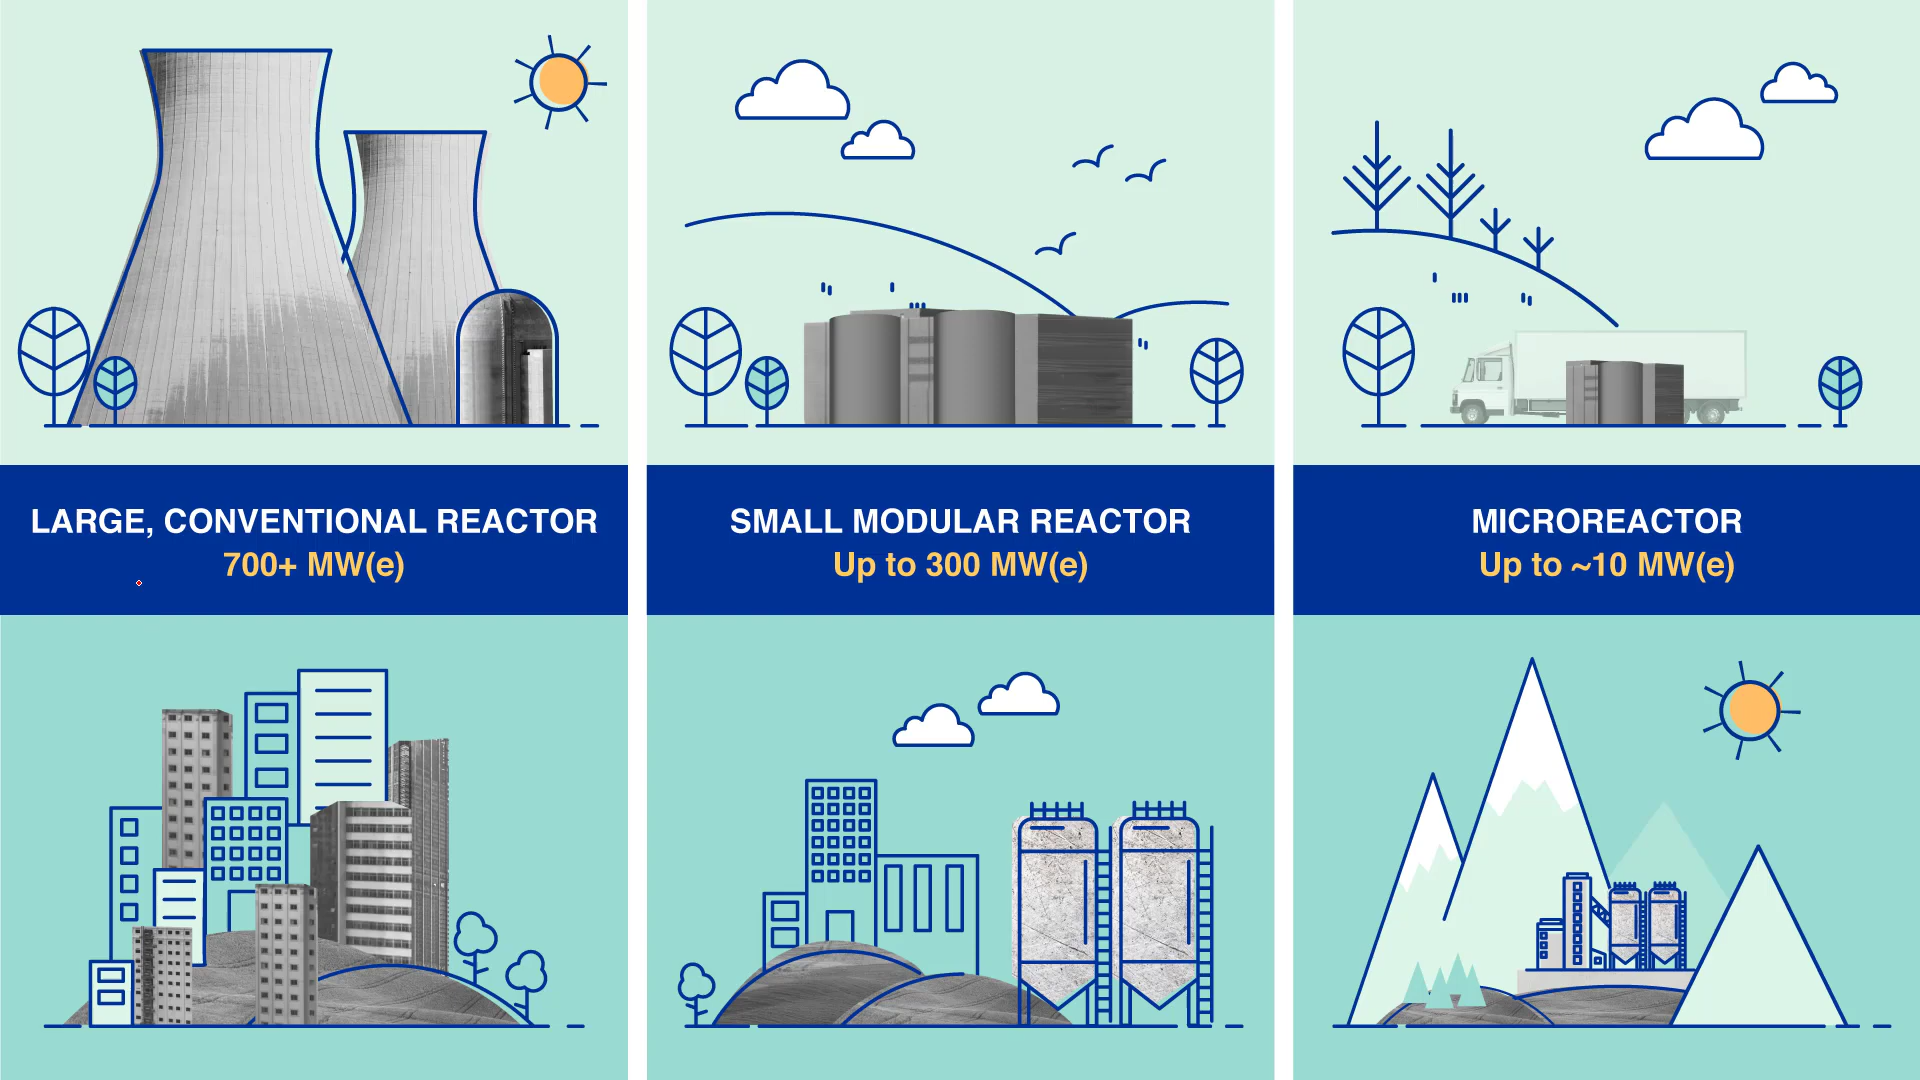 LARGE, CONVENTIONAL REACTOR
700+ MW(e)
SMALL MODULAR REACTOR
Up to 300 MW(e)
MICROREACTOR
Up to ~10 MW(e)